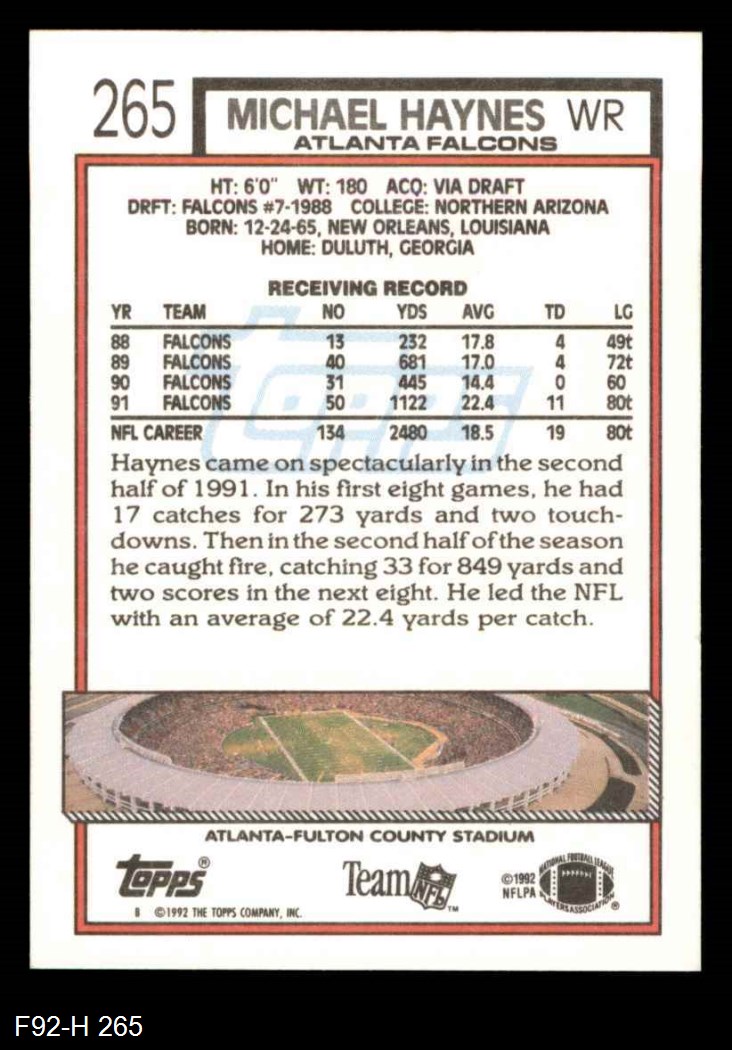 265 MICHAEL HAYNES WR
ATLANTA FALCONS
HT: 6'0" WT: 180 ACQ: VIA DRAFT
DRFT: FALCONS #7-1988 COLLEGE: NORTHERN ARIZONA
BORN: 12-24-65, NEW ORLEANS, LOUISIANA
HOME: DULUTH, GEORGIA
RECEIVING RECORD
YR TEAM NO YDS AVG TD LG
88 FALCONS 13 232 17.8 4 49t
89 FALCONS 40 681 17.0 4 72t
90 FALCONS 31 445 14.4 0 60
91 FALCONS 50 1122 22.4 11 80t
NFL CAREER 134 2480 18.5 19 80t
Topps
Haynes came on spectacularly in the second
half of 1991. In his first eight games, he had
17 catches for 273 yards and two touch-
downs. Then in the second half of the season
he caught fire, catching 33 for 849 yards and
two scores in the next eight. He led the NFL
with an average of 22.4 yards per catch.
ATLANTA-FULTON COUNTY STADIUM
Topps®
Team NFL™
©1992
NFLPA
NATIONAL FOOTBALL LEAGUE
PLAYERS ASSOCIATION ®
B ©1992 THE TOPPS COMPANY, INC.
F92-H 265